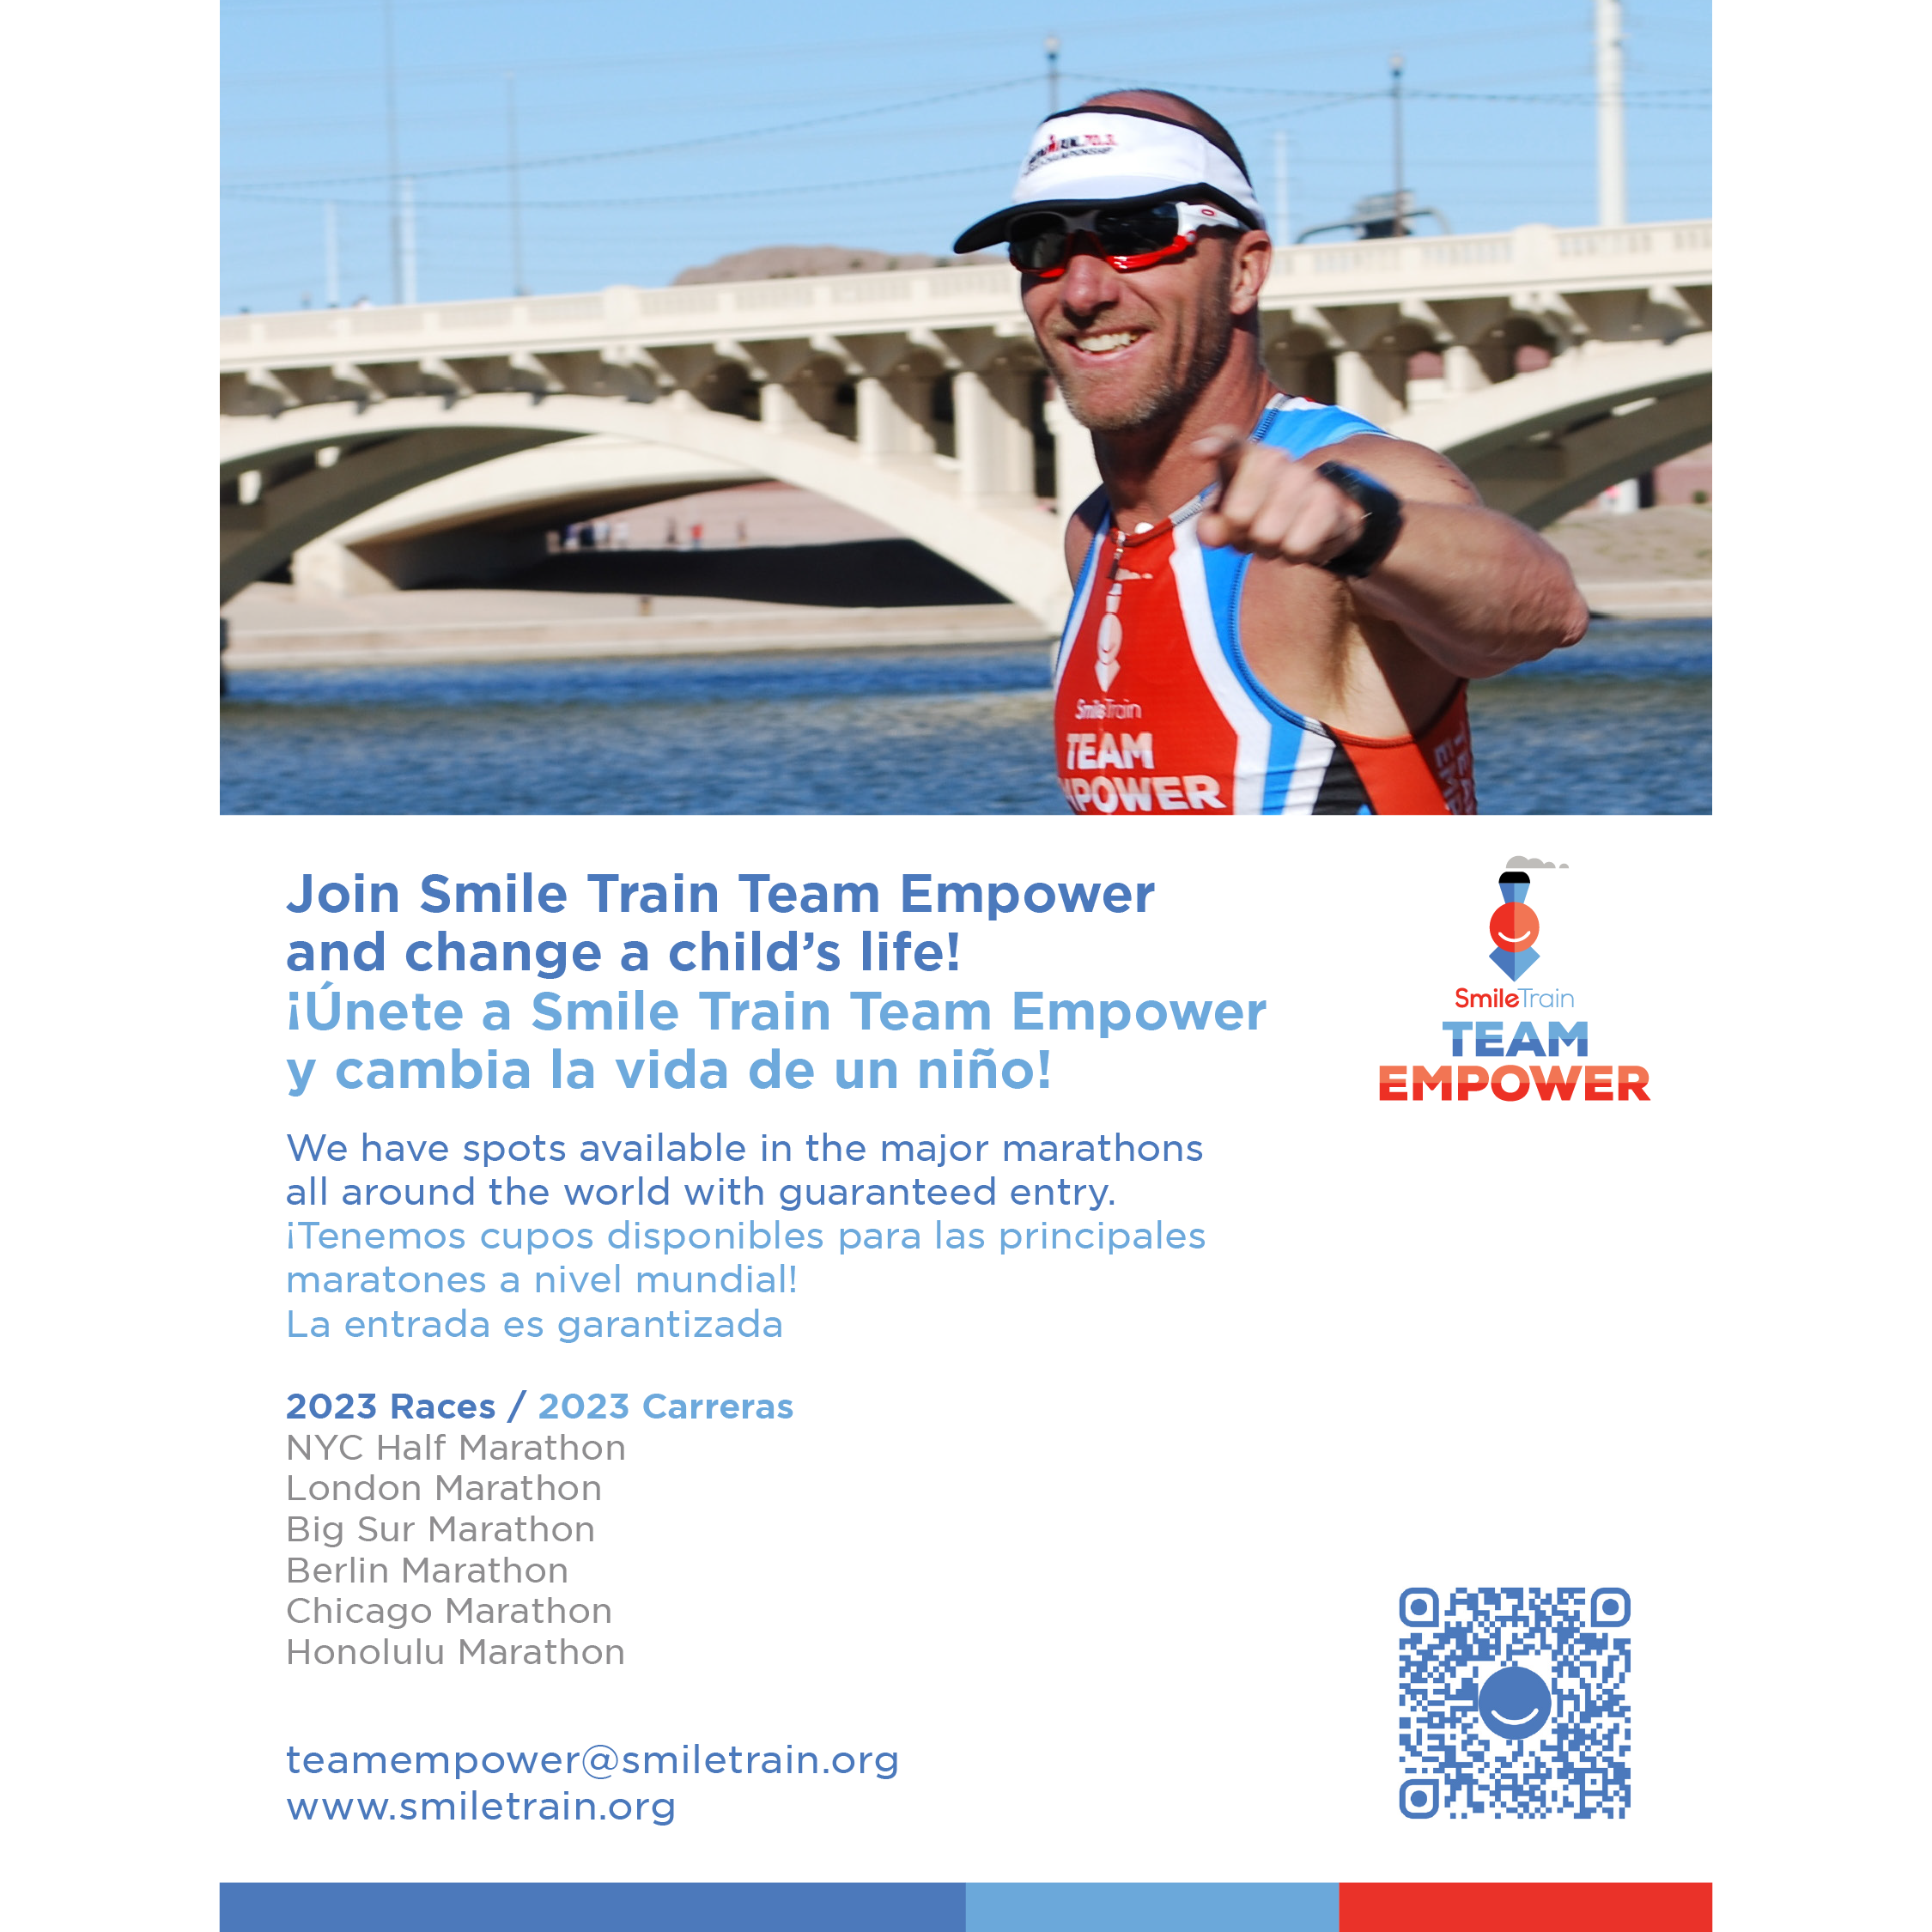 SmileTrain
TEAM
POWER
Join Smile Train Team Empower
and change a child’s life!
¡Únete a Smile Train Team Empower
y cambia la vida de un niño!
SmileTrain
TEAM
EMPOWER
We have spots available in the major marathons
all around the world with guaranteed entry.
¡Tenemos cupos disponibles para las principales
maratones a nivel mundial!
La entrada es garantizada
2023 Races / 2023 Carreras
NYC Half Marathon
London Marathon
Big Sur Marathon
Berlin Marathon
Chicago Marathon
Honolulu Marathon
teamempower@smiletrain.org
www.smiletrain.org